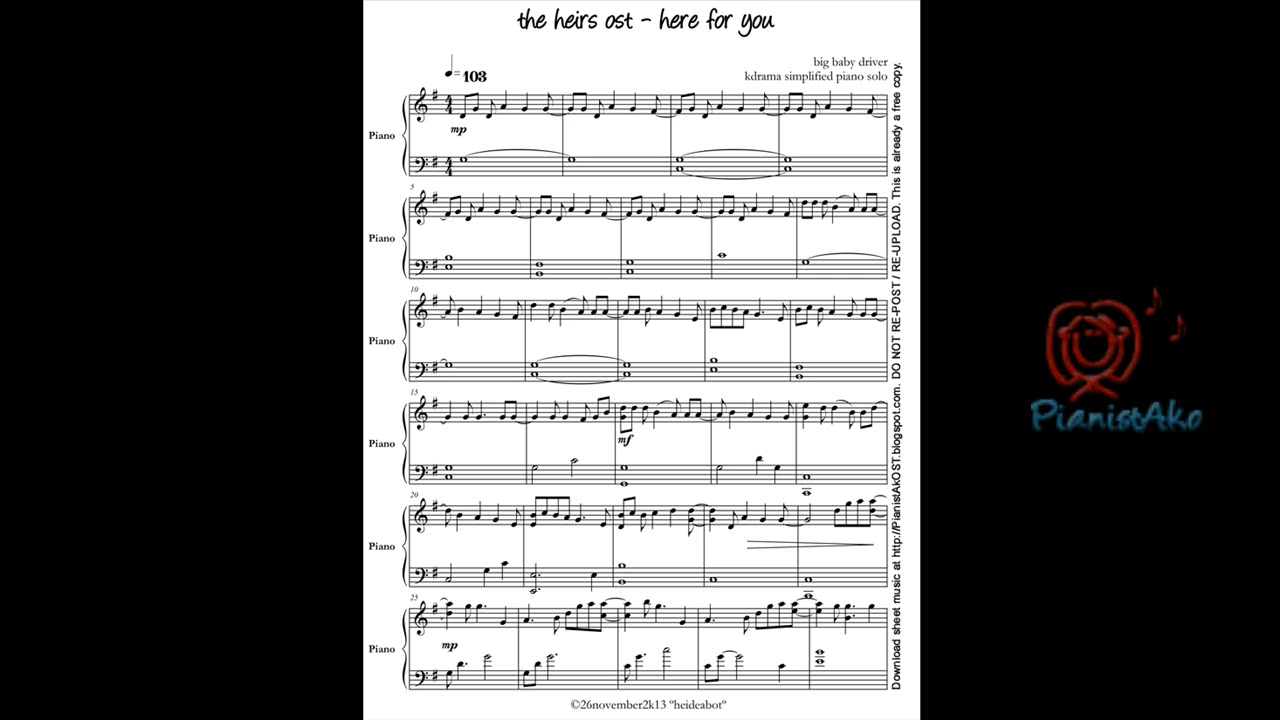 the heirs ost - here for you
big baby driver
kdrama simplified piano solo
= 103
Piano
mp
5
Piano
10
Piano
15
Piano
mf
20
Piano
25
Piano
mp
©26november2k13 ºheideabotº
Download sheet music at http://PianistAkOST.blogspot.com. DO NOT RE-POST / RE-UPLOAD. This is already a free copy.
PianistAko